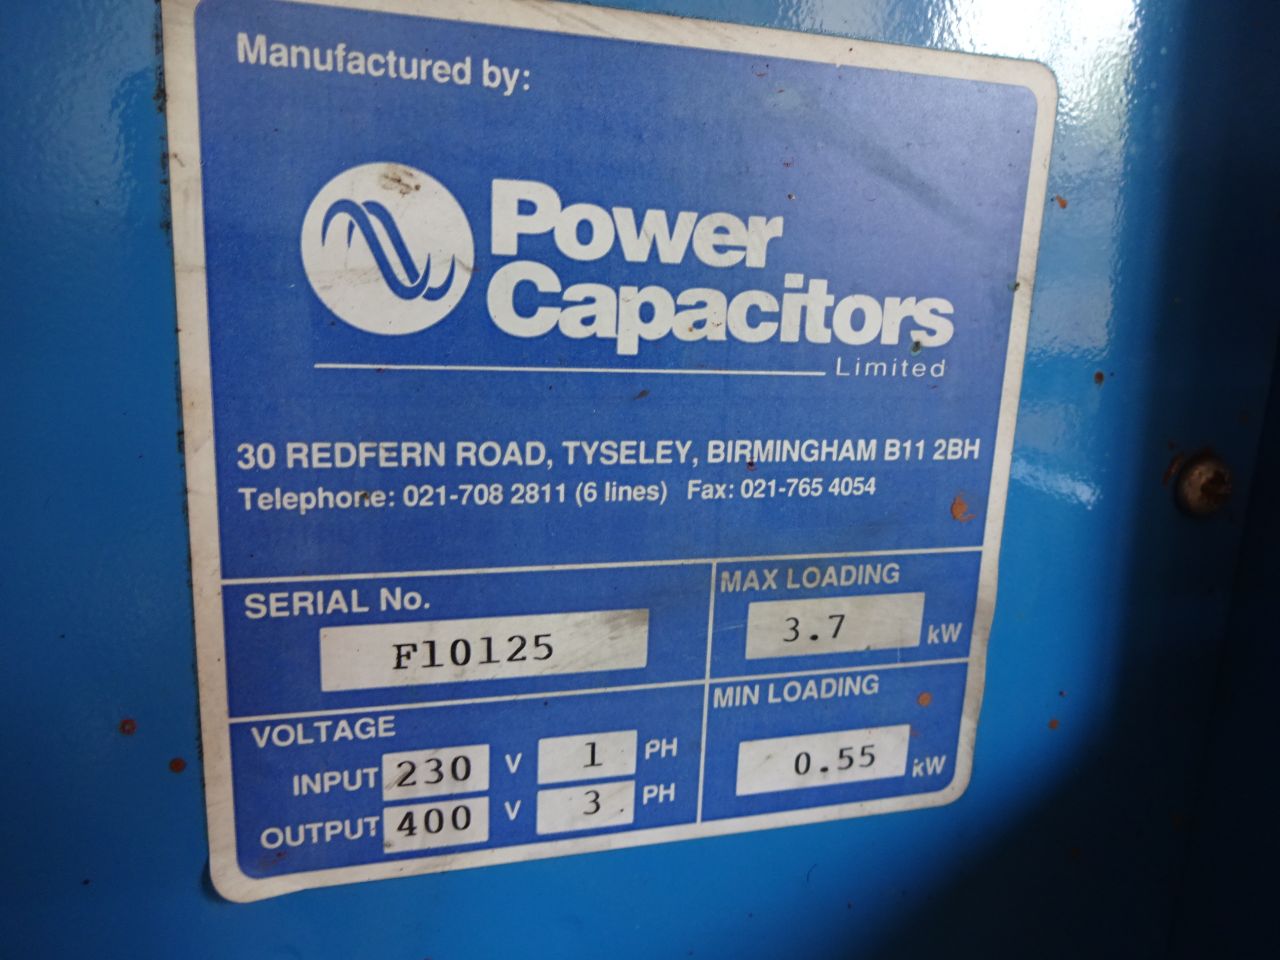 Manufactured by:
Power
Capacitors
Limited
30 REDFERN ROAD, TYSELEY, BIRMINGHAM B11 2BH
Telephone: 021-708 2811 (6 lines) Fax: 021-765 4054
SERIAL No.
F10125
MAX LOADING
3.7 kW
VOLTAGE
INPUT 230 V 1 PH
OUTPUT 400 V 3 PH
MIN LOADING
0.55 kW